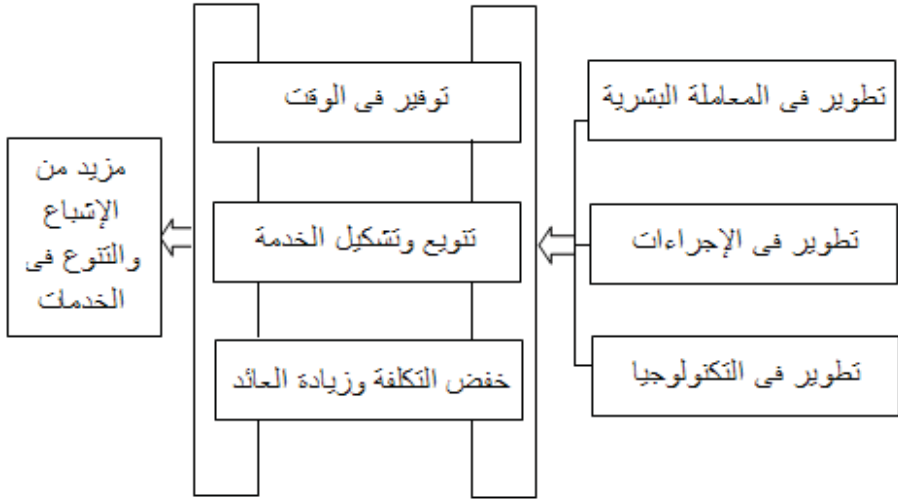 تطوير فى المعاملة البشرية
تطوير فى الإجراءات
تطوير فى التكنولوجيا
توفير فى الوقت
تنويع وتشكيل الخدمة
خفض التكلفة وزيادة العائد
مزيد من
الإشباع
والتنوع فى
الخدمات